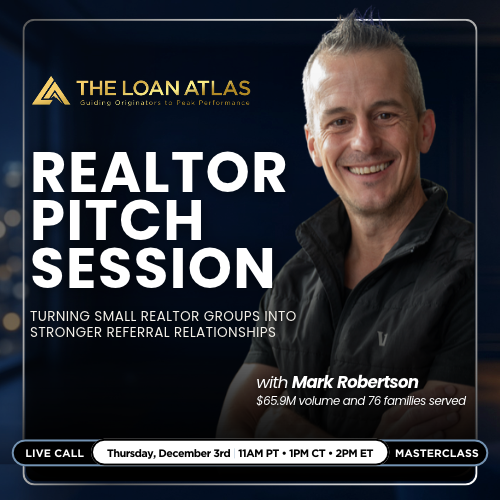 THE LOAN ATLAS
Guiding Originators to Peak Performance
REALTOR
PITCH
SESSION
TURNING SMALL REALTOR GROUPS INTO
STRONGER REFERRAL RELATIONSHIPS
with Mark Robertson
$65.9M volume and 76 families served
LIVE CALL Thursday, December 3rd | 11AM PT • 1PM CT • 2PM ET MASTERCLASS